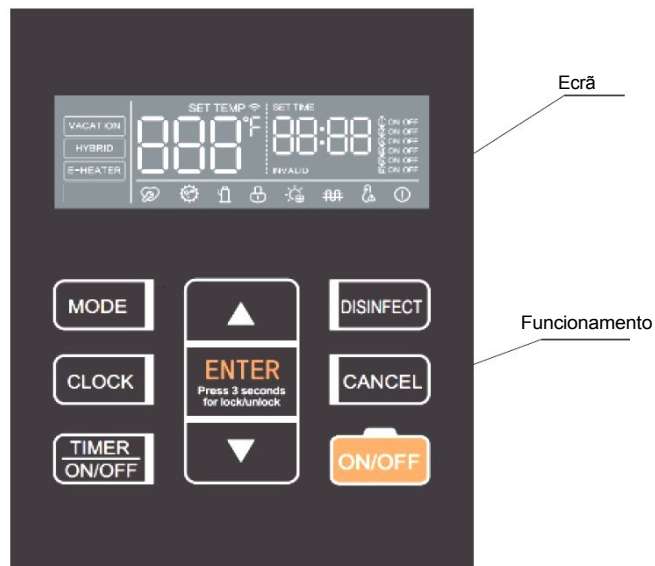 Ecrã
SET TEMP SET TIME
VACATION
HYBRID
E-HEATER
888 °F 88:88
ON OFF
ON OFF
ON OFF
ON OFF
ON OFF
ON OFF
INVALID
Funcionamento
MODE
DISINFECT
CLOCK
ENTER
Press 3 seconds
for lock/unlock
CANCEL
TIMER
ON/OFF
ON/OFF